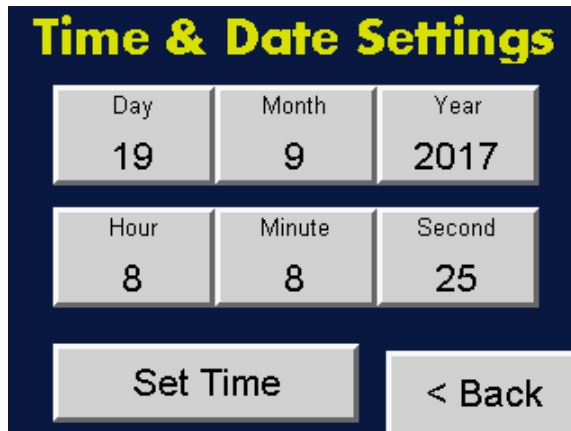 Time & Date Settings
Day Month Year
19 9 2017
Hour Minute Second
8 8 25
Set Time
< Back